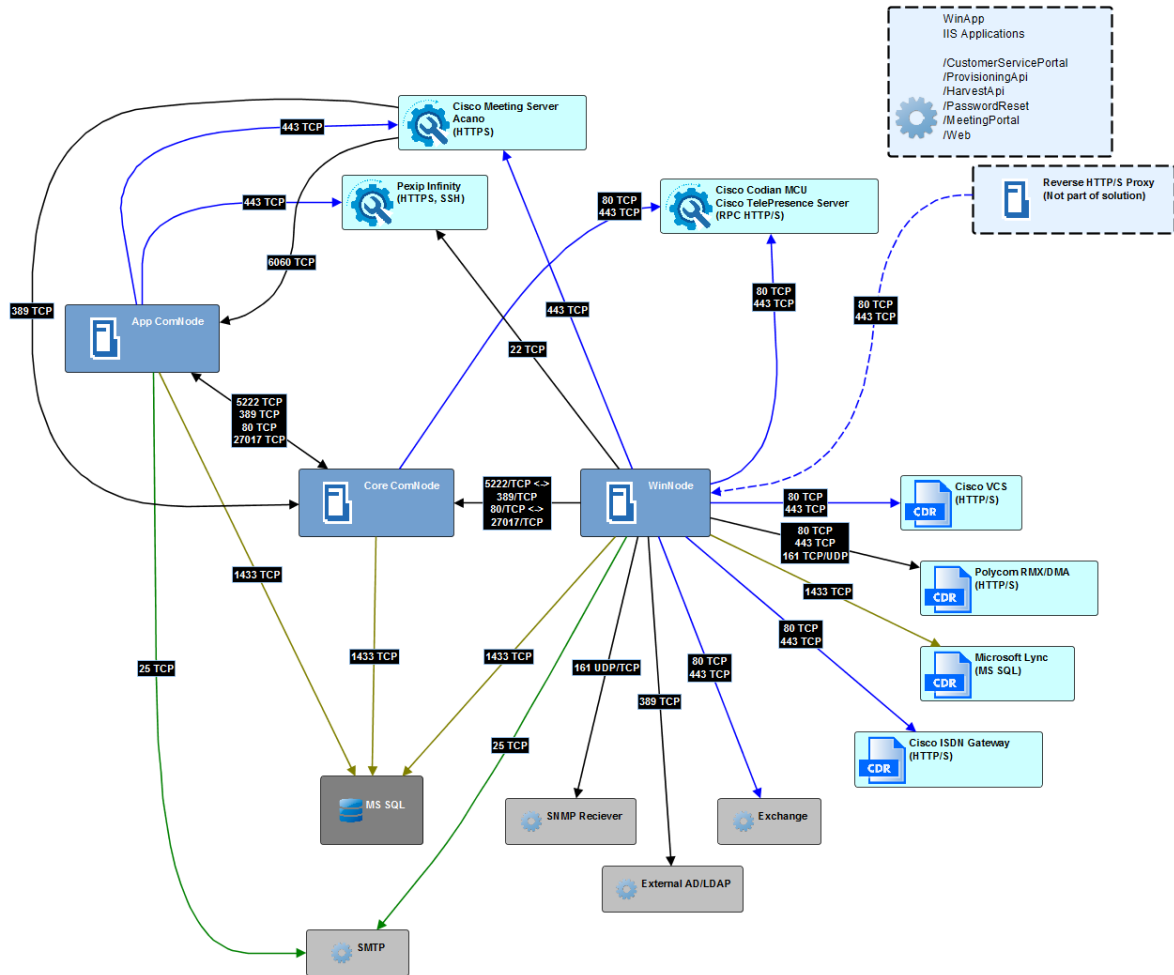 WinApp
IIS Applications
/CustomerServicePortal
/ProvisioningApi
/HarvestApi
/PasswordReset
/MeetingPortal
/Web
Cisco Meeting Server
Acano
(HTTPS)
443 TCP
Pexip Infinity
(HTTPS, SSH)
443 TCP
Cisco Codian MCU
Cisco TelePresence Server
(RPC HTTP/S)
80 TCP
443 TCP
Reverse HTTP/S Proxy
(Not part of solution)
6060 TCP
389 TCP
App ComNode
443 TCP
80 TCP
443 TCP
80 TCP
443 TCP
22 TCP
5222 TCP
389 TCP
80 TCP
27017 TCP
Core ComNode
5222/TCP <->
389/TCP
80/TCP <->
27017/TCP
WinNode
80 TCP
443 TCP
Cisco VCS
(HTTP/S)
CDR
80 TCP
443 TCP
161 TCP/UDP
Polycom RMX/DMA
(HTTP/S)
CDR
1433 TCP
1433 TCP
80 TCP
443 TCP
Microsoft Lync
(MS SQL)
CDR
25 TCP
1433 TCP
1433 TCP
161 UDP/TCP
80 TCP
443 TCP
389 TCP
25 TCP
Cisco ISDN Gateway
(HTTP/S)
CDR
MS SQL
SNMP Reciever
Exchange
External AD/LDAP
SMTP